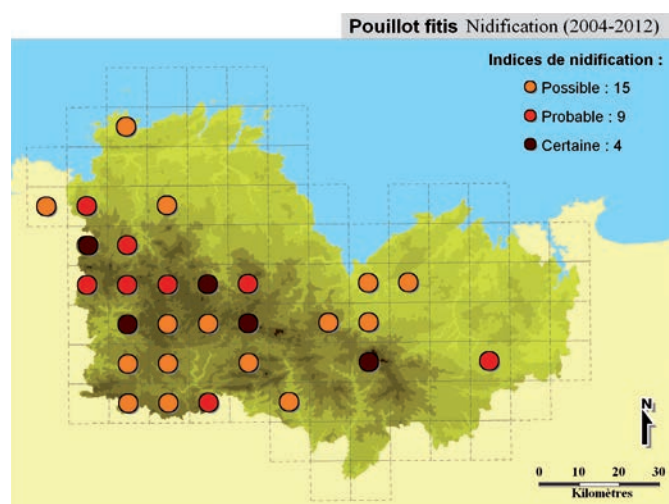 Pouillot fitis Nidification (2004-2012)
Indices de nidification :
Possible : 15
Probable : 9
Certaine : 4
N
0 10 20 30
Kilomètres